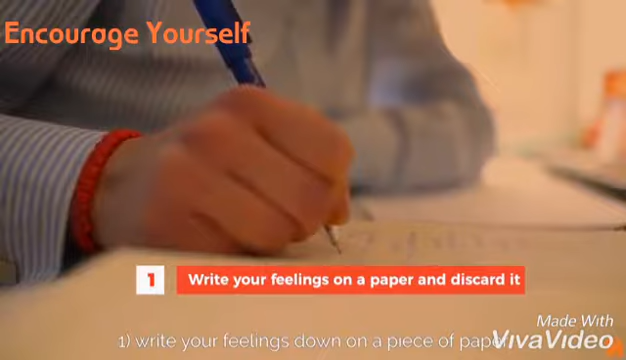 Encourage Yourself
1 Write your feelings on a paper and discard it
1) write your feelings down on a piece of paper
Made With
VivaVideo